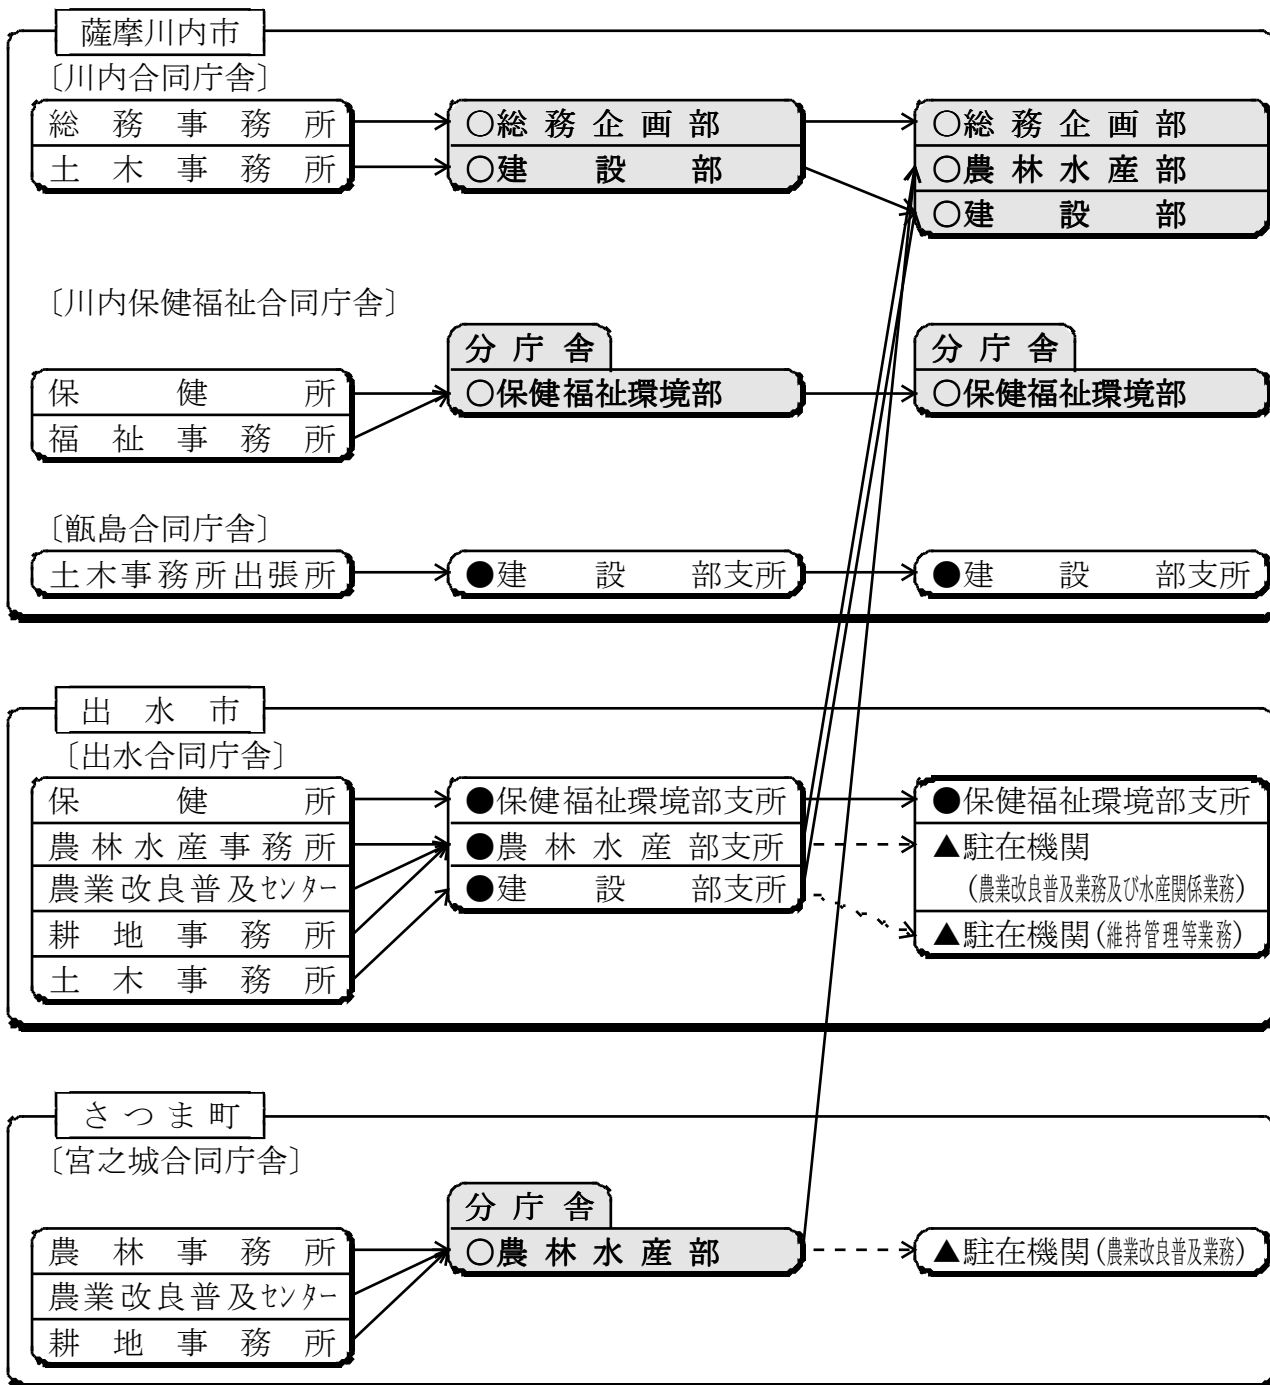 薩摩川内市
〔川内合同庁舎〕
総務事務所
○総務企画部
○総務企画部
土木事務所
○建設部
○農林水産部
○建設部
〔川内保健福祉合同庁舎〕
分庁舎
分庁舎
保健所
○保健福祉環境部
○保健福祉環境部
福祉事務所
〔甑島合同庁舎〕
土木事務所出張所
●建設部支所
●建設部支所
出水市
〔出水合同庁舎〕
保健所
●保健福祉環境部支所
●保健福祉環境部支所
農林水産事務所
●農林水産部支所
▲駐在機関
農業改良普及センター
●建設部支所
(農業改良普及業務及び水産関係業務)
耕地事務所
▲駐在機関(維持管理等業務)
土木事務所
さつま町
〔宮之城合同庁舎〕
分庁舎
農林事務所
○農林水産部
▲駐在機関(農業改良普及業務)
農業改良普及センター
耕地事務所